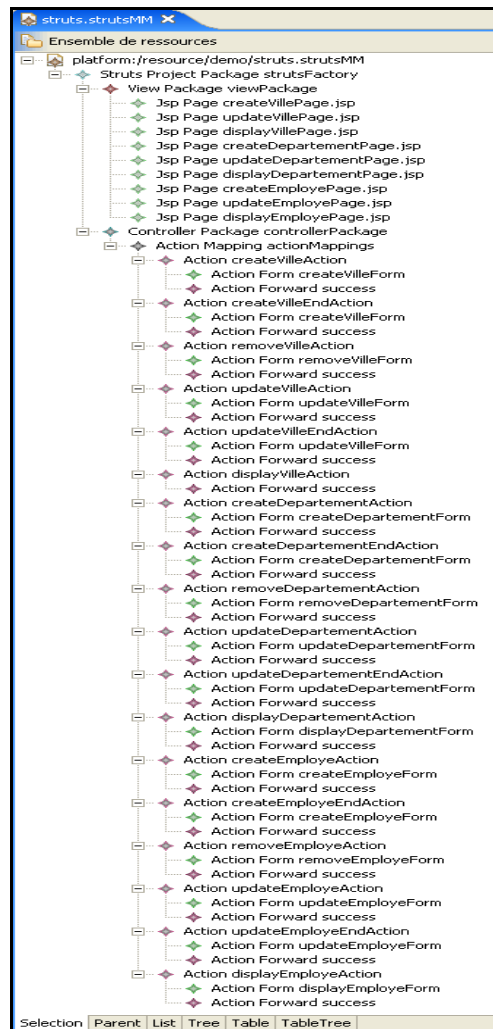 struts.strutsMM
Ensemble de ressources
platform:/resource/demo/struts.strutsMM
Struts Project Package strutsFactory
View Package viewPackage
Jsp Page createVillePage.jsp
Jsp Page updateVillePage.jsp
Jsp Page displayVillePage.jsp
Jsp Page createDepartementPage.jsp
Jsp Page updateDepartementPage.jsp
Jsp Page displayDepartementPage.jsp
Jsp Page createEmployePage.jsp
Jsp Page updateEmployePage.jsp
Jsp Page displayEmployePage.jsp
Controller Package controllerPackage
Action Mapping actionMappings
Action createVilleAction
Action Form createVilleForm
Action Forward success
Action createVilleEndAction
Action Form createVilleForm
Action Forward success
Action removeVilleAction
Action Form removeVilleForm
Action Forward success
Action updateVilleAction
Action Form updateVilleForm
Action Forward success
Action updateVilleEndAction
Action Form updateVilleForm
Action Forward success
Action displayVilleAction
Action Forward success
Action createDepartementAction
Action Form createDepartementForm
Action Forward success
Action createDepartementEndAction
Action Form createDepartementForm
Action Forward success
Action removeDepartementAction
Action Form removeDepartementForm
Action Forward success
Action updateDepartementAction
Action Form updateDepartementForm
Action Forward success
Action updateDepartementEndAction
Action Form updateDepartementForm
Action Forward success
Action displayDepartementAction
Action Form displayDepartementForm
Action Forward success
Action createEmployeAction
Action Form createEmployeForm
Action Forward success
Action createEmployeEndAction
Action Form createEmployeForm
Action Forward success
Action removeEmployeAction
Action Form removeEmployeForm
Action Forward success
Action updateEmployeAction
Action Form updateEmployeForm
Action Forward success
Action updateEmployeEndAction
Action Form updateEmployeForm
Action Forward success
Action displayEmployeAction
Action Form displayEmployeForm
Action Forward success
Selection Parent List Tree Table TableTree